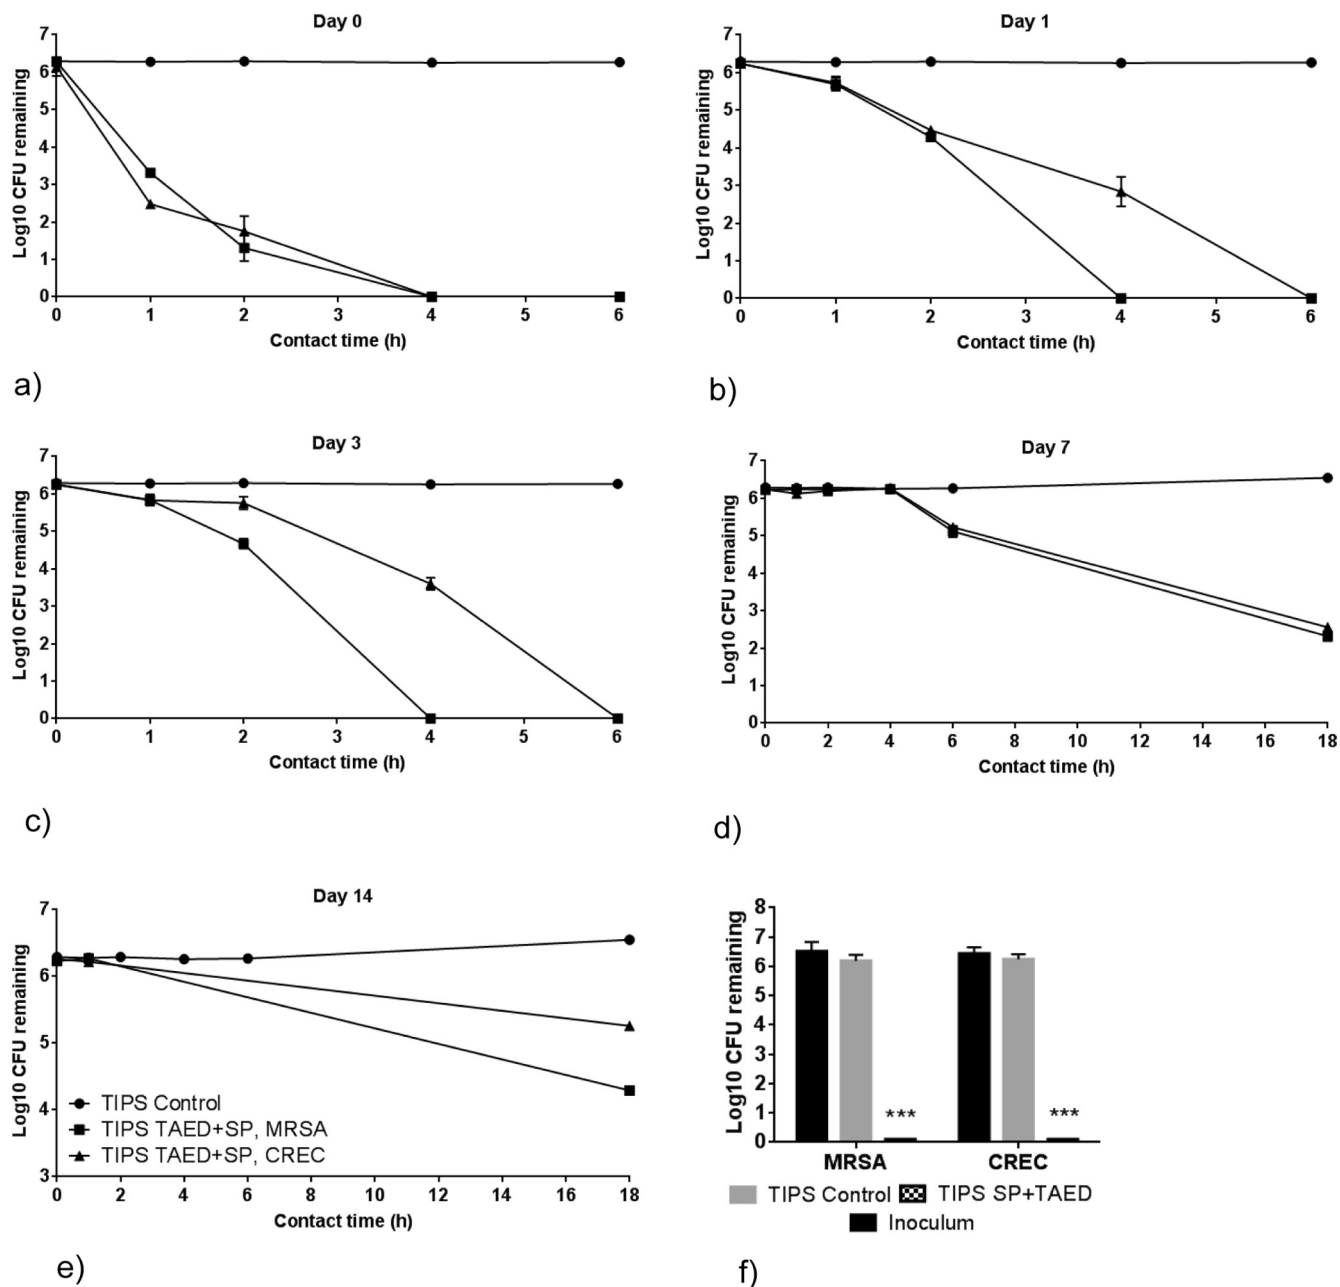 Day 0
7
6
5
4
3
2
1
0
Log10 CFU remaining
0 1 2 3 4 5 6
Contact time (h)
a)
Day 1
7
6
5
4
3
2
1
0
Log10 CFU remaining
0 1 2 3 4 5 6
Contact time (h)
b)
Day 3
7
6
5
4
3
2
1
0
Log10 CFU remaining
0 1 2 3 4 5 6
Contact time (h)
c)
Day 7
7
6
5
4
3
2
1
0
Log10 CFU remaining
0 2 4 6 8 10 12 14 16 18
Contact time (h)
d)
Day 14
7
6
5
4
3
Log10 CFU remaining
TIPS Control
TIPS TAED+SP, MRSA
TIPS TAED+SP, CREC
0 2 4 6 8 10 12 14 16 18
Contact time (h)
e)
8
7
6
5
4
3
2
1
0
Log10 CFU remaining
*** ***
MRSA CREC
TIPS Control TIPS SP+TAED
Inoculum
f)